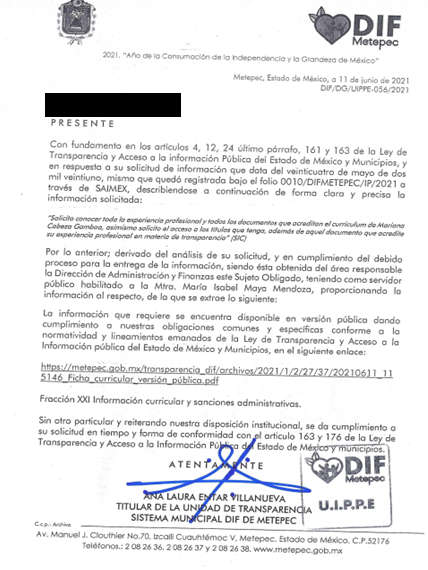 DIF
Metepec
2021. "Año de la Consumación de la Independencia y la Grandeza de México"
Metepec, Estado de México, a 11 de junio de 2021
DIF/DG/UIPPE-056/2021
P R E S E N T E
Con fundamento en los artículos 4, 12, 24 último párrafo, 161 y 163 de la Ley de
Transparencia y Acceso a la información Pública del Estado de México y Municipios, y
en respuesta a su solicitud de información que data del veinticuatro de mayo de dos
mil veintiuno, misma que quedó registrada bajo el folio 0010/DIFMETEPEC/IP/2021 a
través de SAIMEX, describiendose a continuación de forma clara y precisa la
información solicitada:
"Solicito conocer toda la experiencia profesional y todos los documentos que acrediten el curriculum de Mariana
Cabeza Gamboa, asimismo solicito el acceso a los títulos que tenga, además de aquel documento que acredite
su experiencia profesional en materia de transparencia" (SIC)
Por lo anterior; derivado del análisis de su solicitud, y en cumplimiento del debido
proceso para la entrega de la información, siendo ésta obtenida del área responsable
la Dirección de Administración y Finanzas este Sujeto Obligado, teniendo como servidor
público habilitado a la Mtra. María Isabel Maya Mendoza, proporcionando la
información al respecto, de la que se extrae lo siguiente:
La información que requiere se encuentra disponible en versión pública dando
cumplimiento a nuestras obligaciones comunes y específicas conforme a la
normatividad y lineamientos emanados de la Ley de Transparencia y Acceso a la
Información pública del Estado de México y Municipios, en el siguiente enlace:
https://metepec.gob.mx/transparencia_dif/archivos/2021/1/2/27/37/20210611_11
5146_Ficha_curricular_versión_pública.pdf
Fracción XXI Información curricular y sanciones administrativas.
Sin otro particular y reiterando nuestra disposición institucional, se da cumplimiento a
su solicitud en tiempo y forma de conformidad con el articulo 163 y 176 de la Ley de
Transparencia y Acceso a la Información Pública del Estado de México y municipios.
A T E N T A M E N T E
ANA LAURA ENTAR VILLANUEVA
TITULAR DE LA UNIDAD DE TRANSPARENCIA
SISTEMA MUNICIPAL DIF DE METEPEC
DIF
Metepec
U.I.P.P.E
C.c.p.- Archivo
Av. Manuel J. Clouthier No.70, Izcalli Cuauhtémoc V, Metepec, Estado de México. C.P.52176
Teléfonos.: 2 08 26 36, 2 08 26 37 y 2 08 26 38. www.metepec.gob.mx